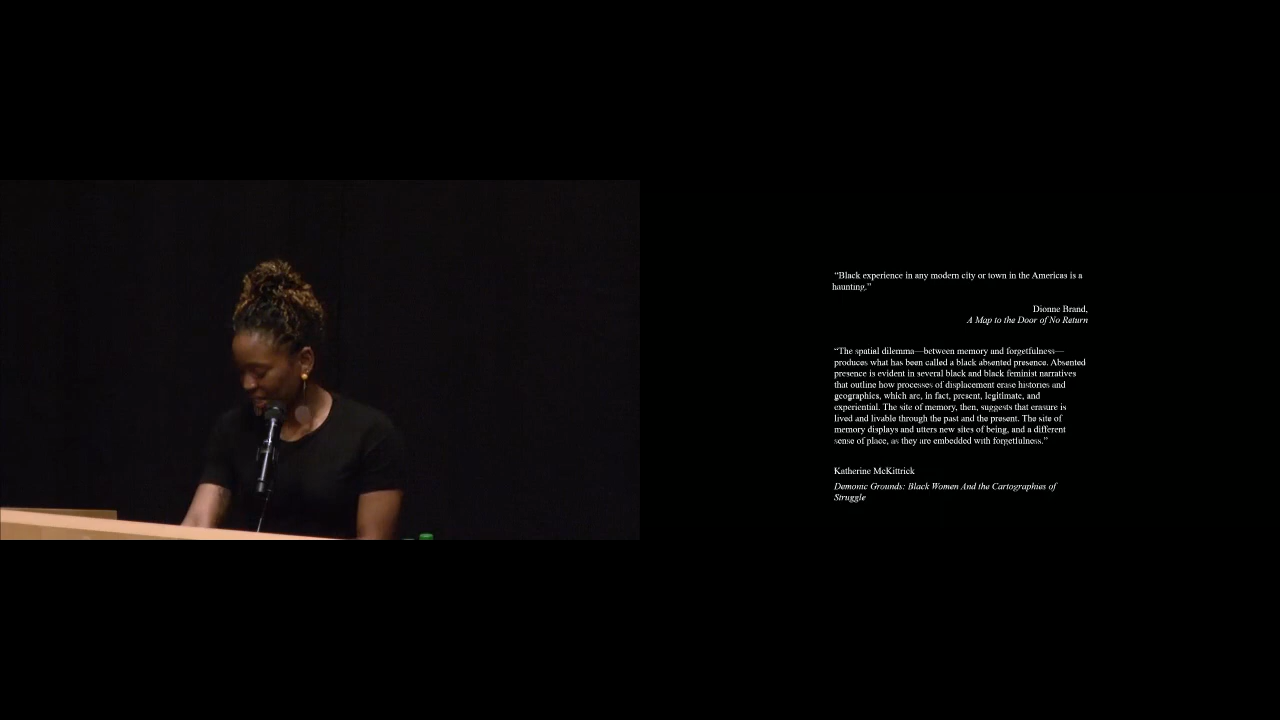 “Black experience in any modern city or town in the Americas is a
haunting.”
Dionne Brand,
A Map to the Door of No Return
“The spatial dilemma—between memory and forgetfulness—
produces what has been called a black absented presence. Absented
presence is evident in several black and black feminist narratives
that outline how processes of displacement erase histories and
geographies, which are, in fact, present, legitimate, and
experiential. The site of memory, then, suggests that erasure is
lived and livable through the past and the present. The site of
memory displays and utters new sites of being, and a different
sense of place, as they are embedded with forgetfulness.”
Katherine McKittrick
Demonic Grounds: Black Women And the Cartographies of
Struggle